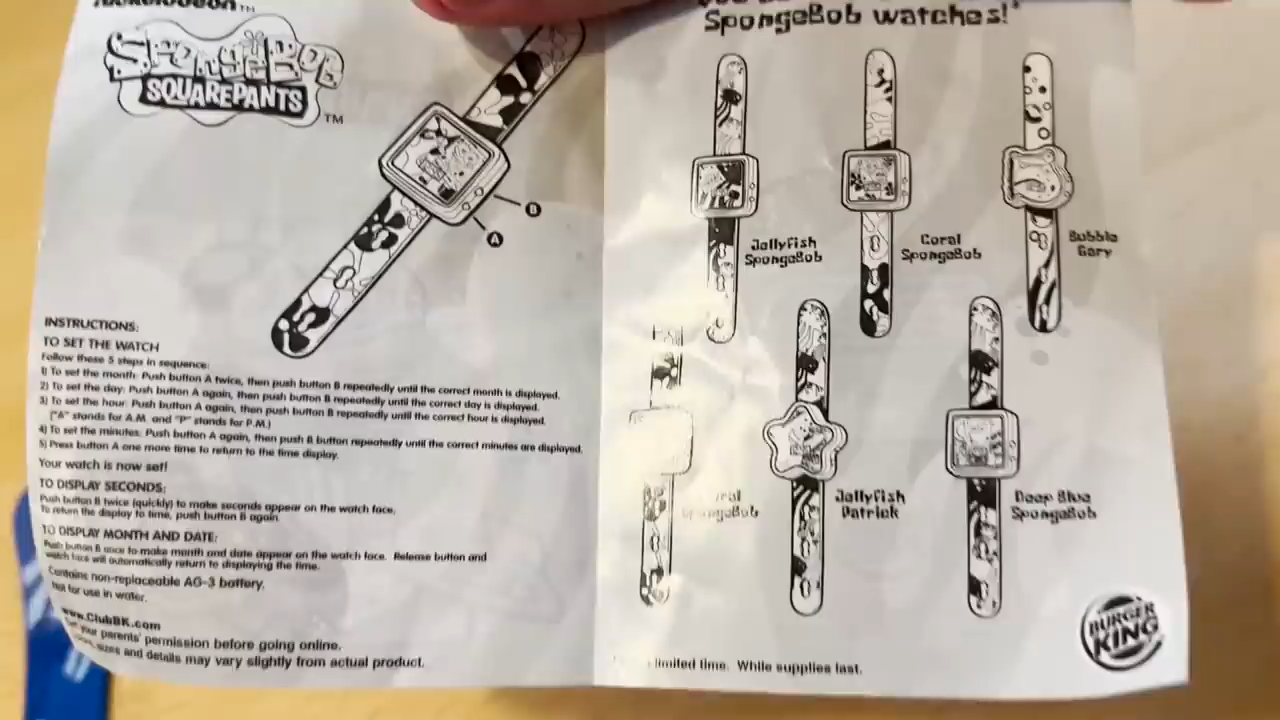 NICKELODEON™
SPONGEBOB
SQUAREPANTS
™
B
A
INSTRUCTIONS:
TO SET THE WATCH
Follow these 5 steps in sequence:
1) To set the month: Push button A twice, then push button B repeatedly until the correct month is displayed.
2) To set the day: Push button A again, then push button B repeatedly until the correct day is displayed.
3) To set the hour: Push button A again, then push button B repeatedly until the correct hour is displayed.
("A" stands for A.M. and "P" stands for P.M.)
4) To set the minutes: Push button A again, then push B button repeatedly until the correct minutes are displayed.
5) Press button A one more time to return to the time display.
Your watch is now set!
TO DISPLAY SECONDS:
Push button B twice (quickly) to make seconds appear on the watch face.
To return the display to time, push button B again.
TO DISPLAY MONTH AND DATE:
Push button B once to make month and date appear on the watch face. Release button and
watch face will automatically return to displaying the time.
Contains non-replaceable AG-3 battery.
Not for use in water.
www.ClubBK.com
your parents' permission before going online.
sizes and details may vary slightly from actual product.
SpongeBob watches!
Jellyfish
SpongeBob
Coral
SpongeBob
Bubble
Gary
SpongeBob
Jellyfish
Patrick
Deep Blue
SpongeBob
limited time. While supplies last.
BURGER
KING